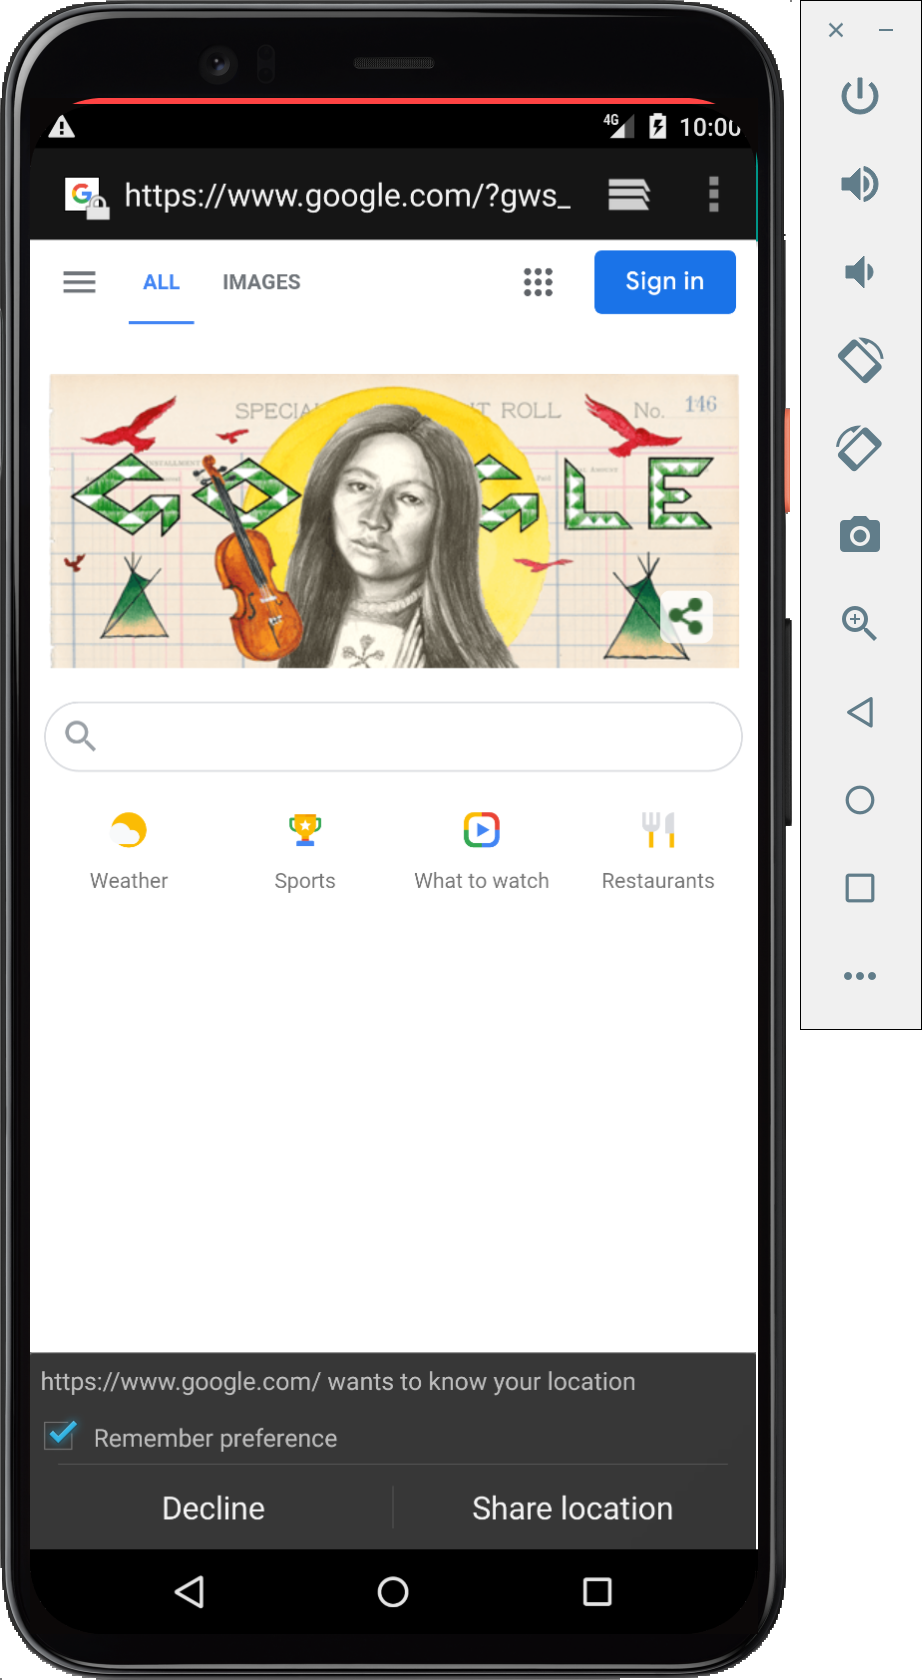 4G 10:00
https://www.google.com/?gws_
ALL IMAGES Sign in
SPECIA T ROLL No. 146
INSTALLMENT
G O G L E
Weather Sports What to watch Restaurants
https://www.google.com/ wants to know your location
Remember preference
Decline Share location